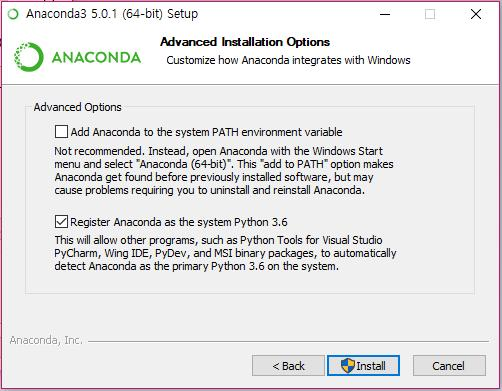 Anaconda3 5.0.1 (64-bit) Setup
Advanced Installation Options
Customize how Anaconda integrates with Windows
ANACONDA
Advanced Options
Add Anaconda to the system PATH environment variable
Not recommended. Instead, open Anaconda with the Windows Start
menu and select "Anaconda (64-bit)". This "add to PATH" option makes
Anaconda get found before previously installed software, but may
cause problems requiring you to uninstall and reinstall Anaconda.
Register Anaconda as the system Python 3.6
This will allow other programs, such as Python Tools for Visual Studio
PyCharm, Wing IDE, PyDev, and MSI binary packages, to automatically
detect Anaconda as the primary Python 3.6 on the system.
Anaconda, Inc.
< Back
Install
Cancel